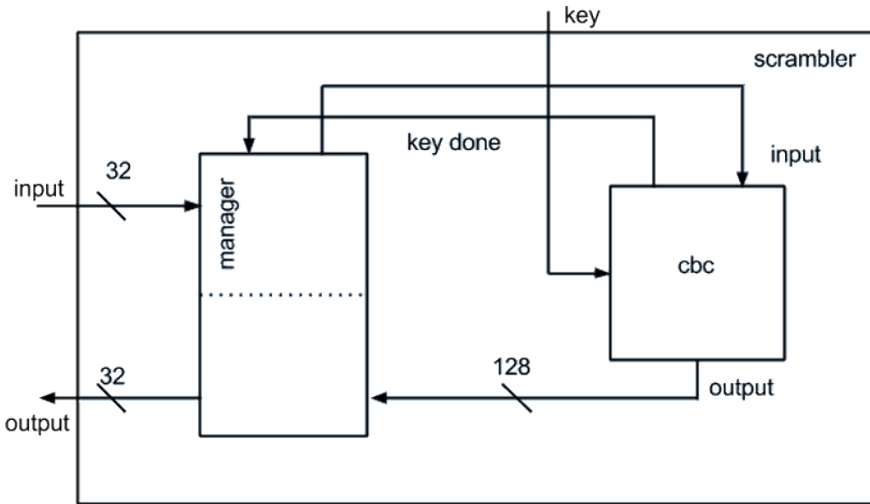 key
scrambler
key done
input
32
input
manager
cbc
32
128
output
output